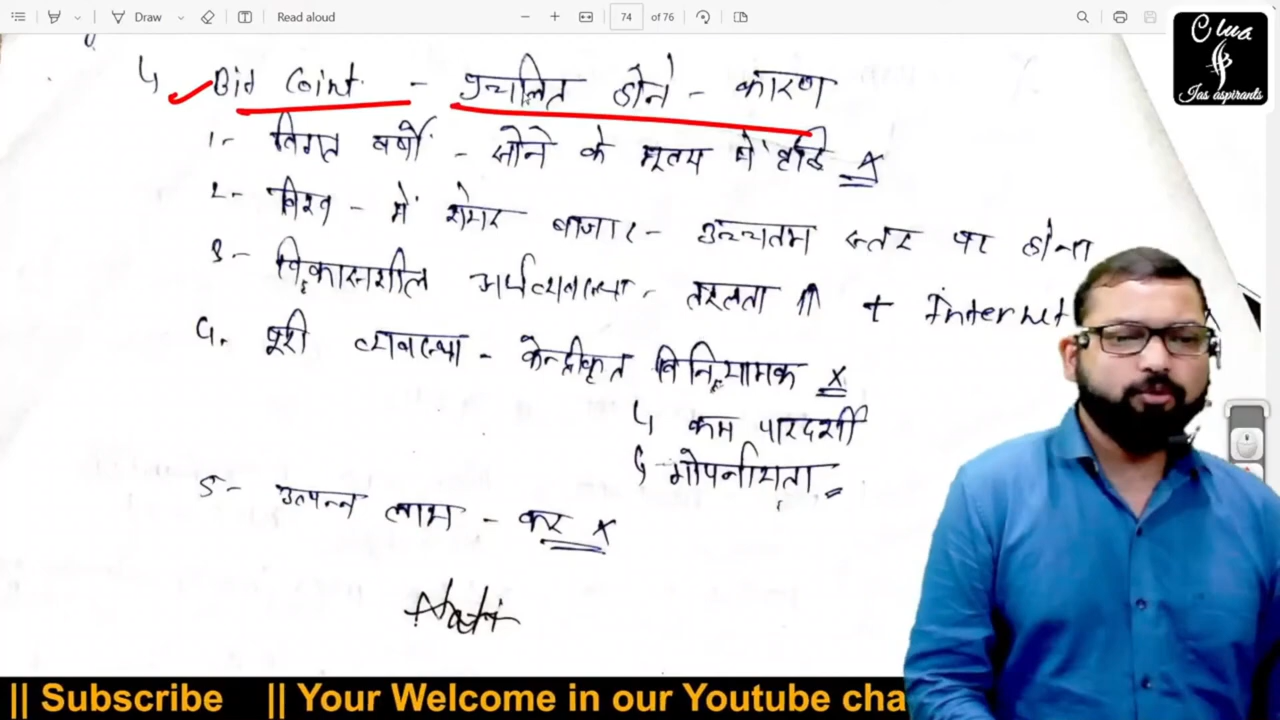 Draw
Read aloud
74 of 76
Clua
Ias aspirants
↳ Bid Coint - प्रचलित होने - कारण
1- विगत वर्षों - सोने के मूल्य में वृद्धि ×
2- विश्व - में शेयर बाजार - उच्चतम स्तर पर होना
3- विकासशील अर्थव्यवस्था - तरलता ⇑ + Internet
4. पूरी व्यवस्था - केन्द्रीकृत विनियामक ×
↳ कम पारदर्शी
↳ गोपनीयता
5- उत्पन्न लाभ - कर ×
|| Subscribe || Your Welcome in our Youtube cha